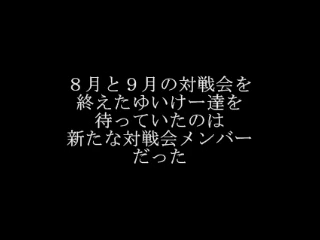 ８月と９月の対戦会を
終えたゆいけー達を
待っていたのは
新たな対戦会メンバー
だった